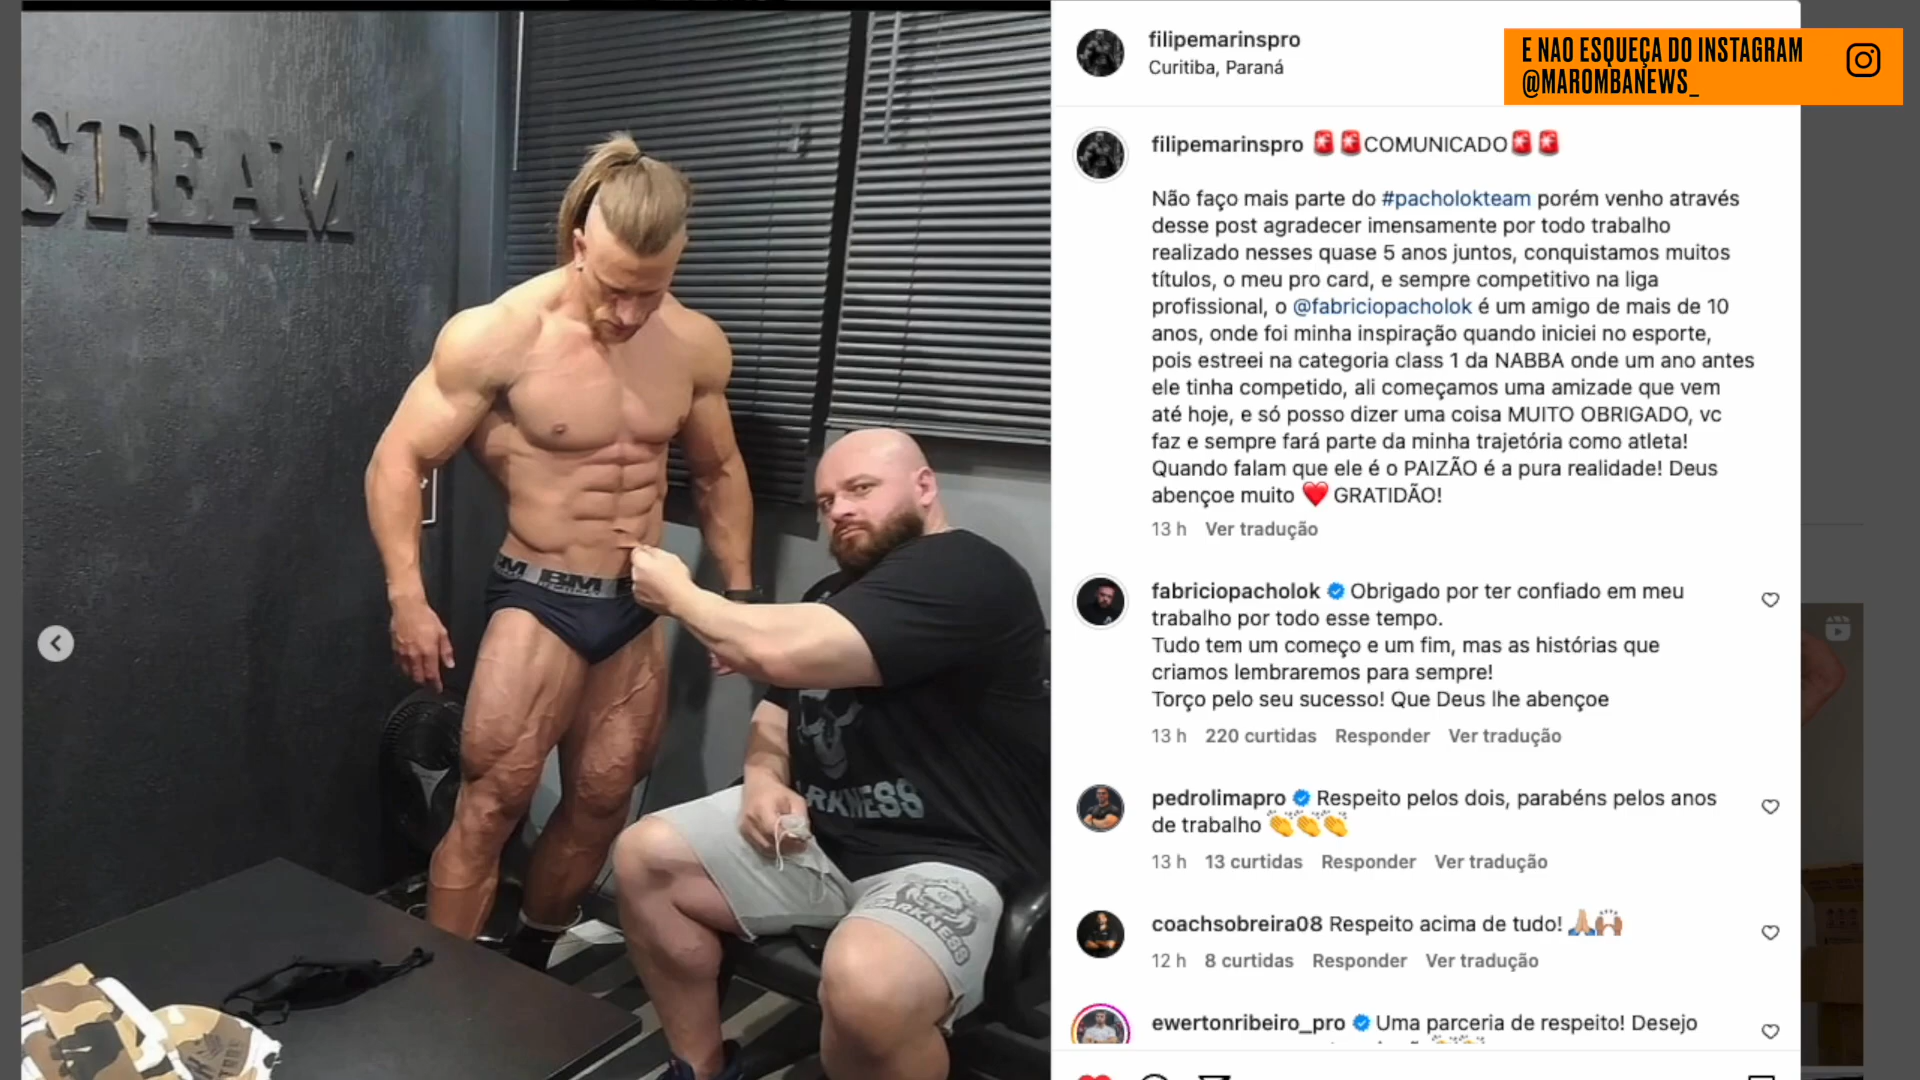 STEAM
BM
BM
DARKNESS
DARKNESS
filipemarinspro
Curitiba, Paraná
E NAO ESQUEÇA DO INSTAGRAM
@MAROMBANEWS_
filipemarinspro 🚨🚨COMUNICADO🚨🚨
Não faço mais parte do #pacholokteam porém venho através
desse post agradecer imensamente por todo trabalho
realizado nesses quase 5 anos juntos, conquistamos muitos
títulos, o meu pro card, e sempre competitivo na liga
profissional, o @fabriciopacholok é um amigo de mais de 10
anos, onde foi minha inspiração quando iniciei no esporte,
pois estreei na categoria class 1 da NABBA onde um ano antes
ele tinha competido, ali começamos uma amizade que vem
até hoje, e só posso dizer uma coisa MUITO OBRIGADO, vc
faz e sempre fará parte da minha trajetória como atleta!
Quando falam que ele é o PAIZÃO é a pura realidade! Deus
abençoe muito ❤️ GRATIDÃO!
13 h Ver tradução
fabriciopacholok Obrigado por ter confiado em meu
trabalho por todo esse tempo.
Tudo tem um começo e um fim, mas as histórias que
criamos lembraremos para sempre!
Torço pelo seu sucesso! Que Deus lhe abençoe
13 h 220 curtidas Responder Ver tradução
pedrolimapro Respeito pelos dois, parabéns pelos anos
de trabalho 👏👏👏
13 h 13 curtidas Responder Ver tradução
coachsobreira08 Respeito acima de tudo! 🙏🏼🙌🏽
12 h 8 curtidas Responder Ver tradução
ewertonribeiro_pro Uma parceria de respeito! Desejo